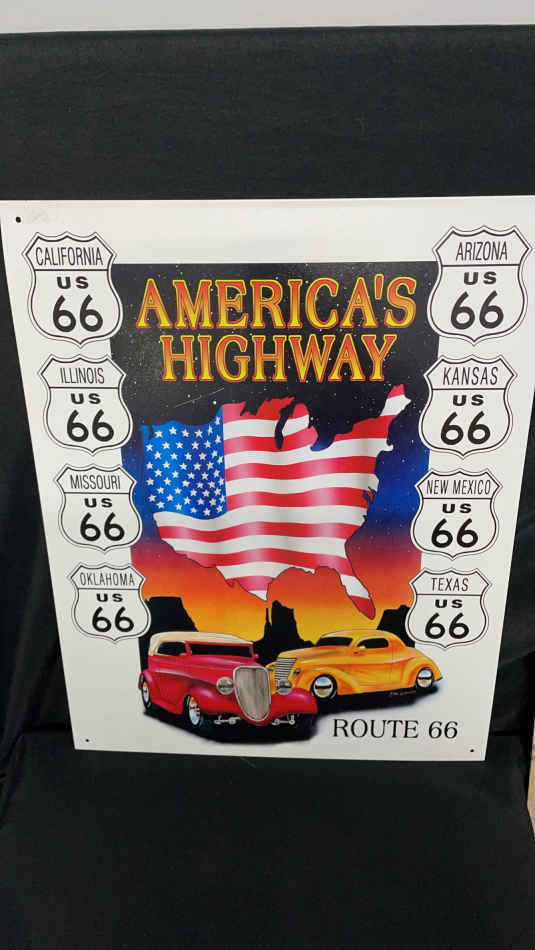 AMERICA'S
HIGHWAY
CALIFORNIA
US
66
ILLINOIS
US
66
MISSOURI
US
66
OKLAHOMA
US
66
ARIZONA
US
66
KANSAS
US
66
NEW MEXICO
US
66
TEXAS
US
66
ROUTE 66